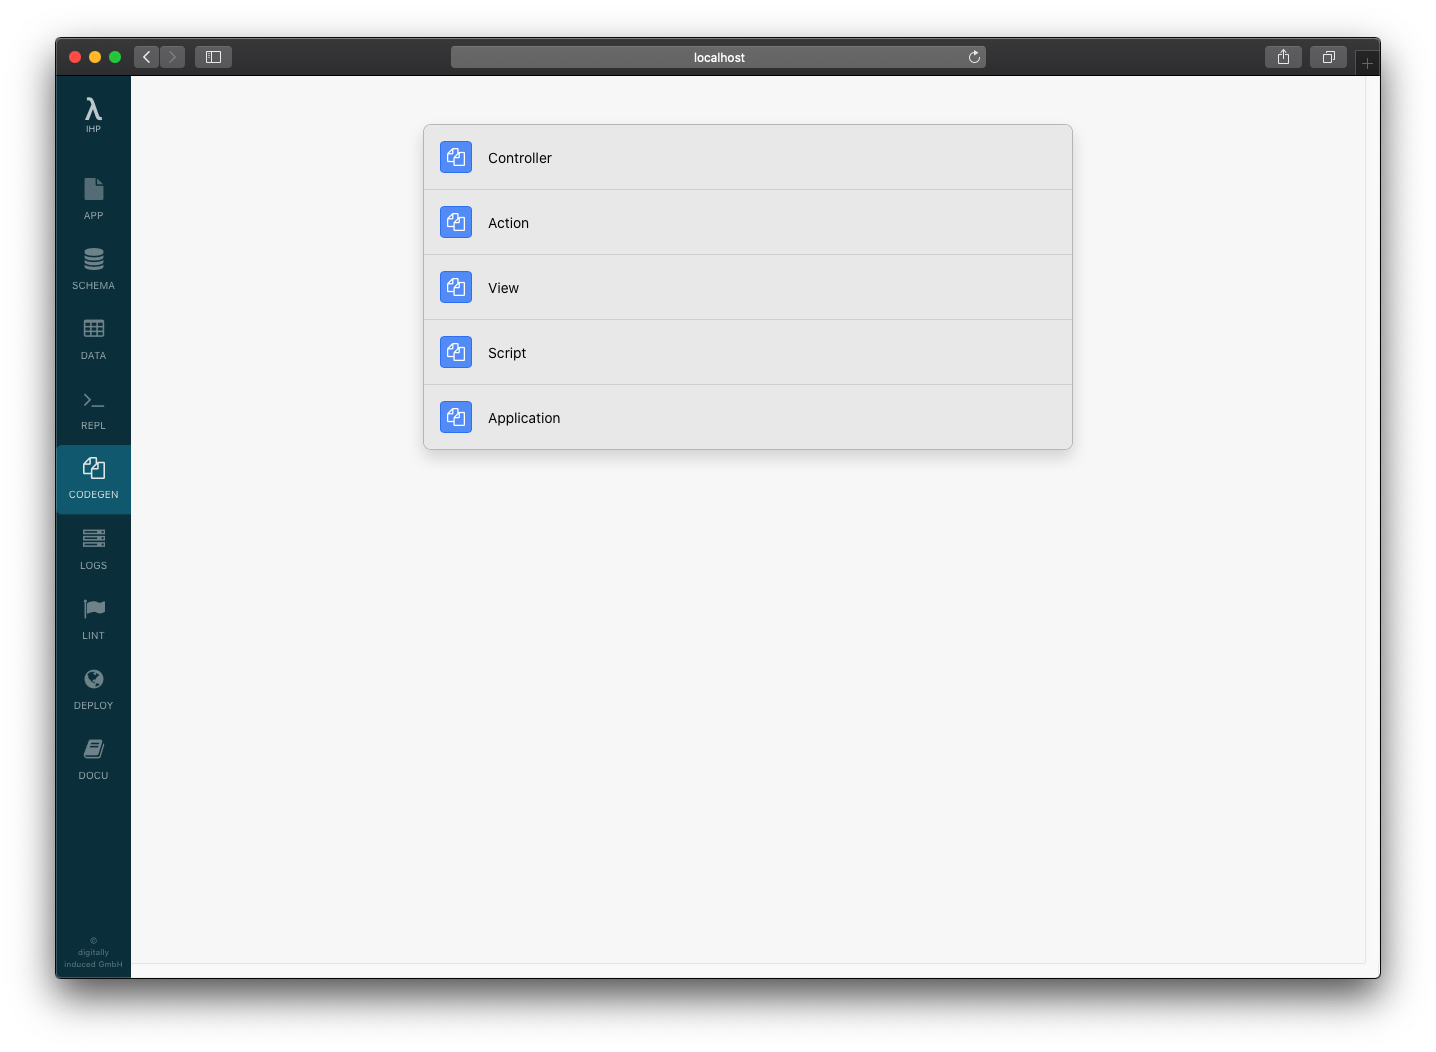 localhost
λ
IHP
APP
SCHEMA
DATA
REPL
CODEGEN
LOGS
LINT
DEPLOY
DOCU
©
digitally
induced GmbH
Controller
Action
View
Script
Application